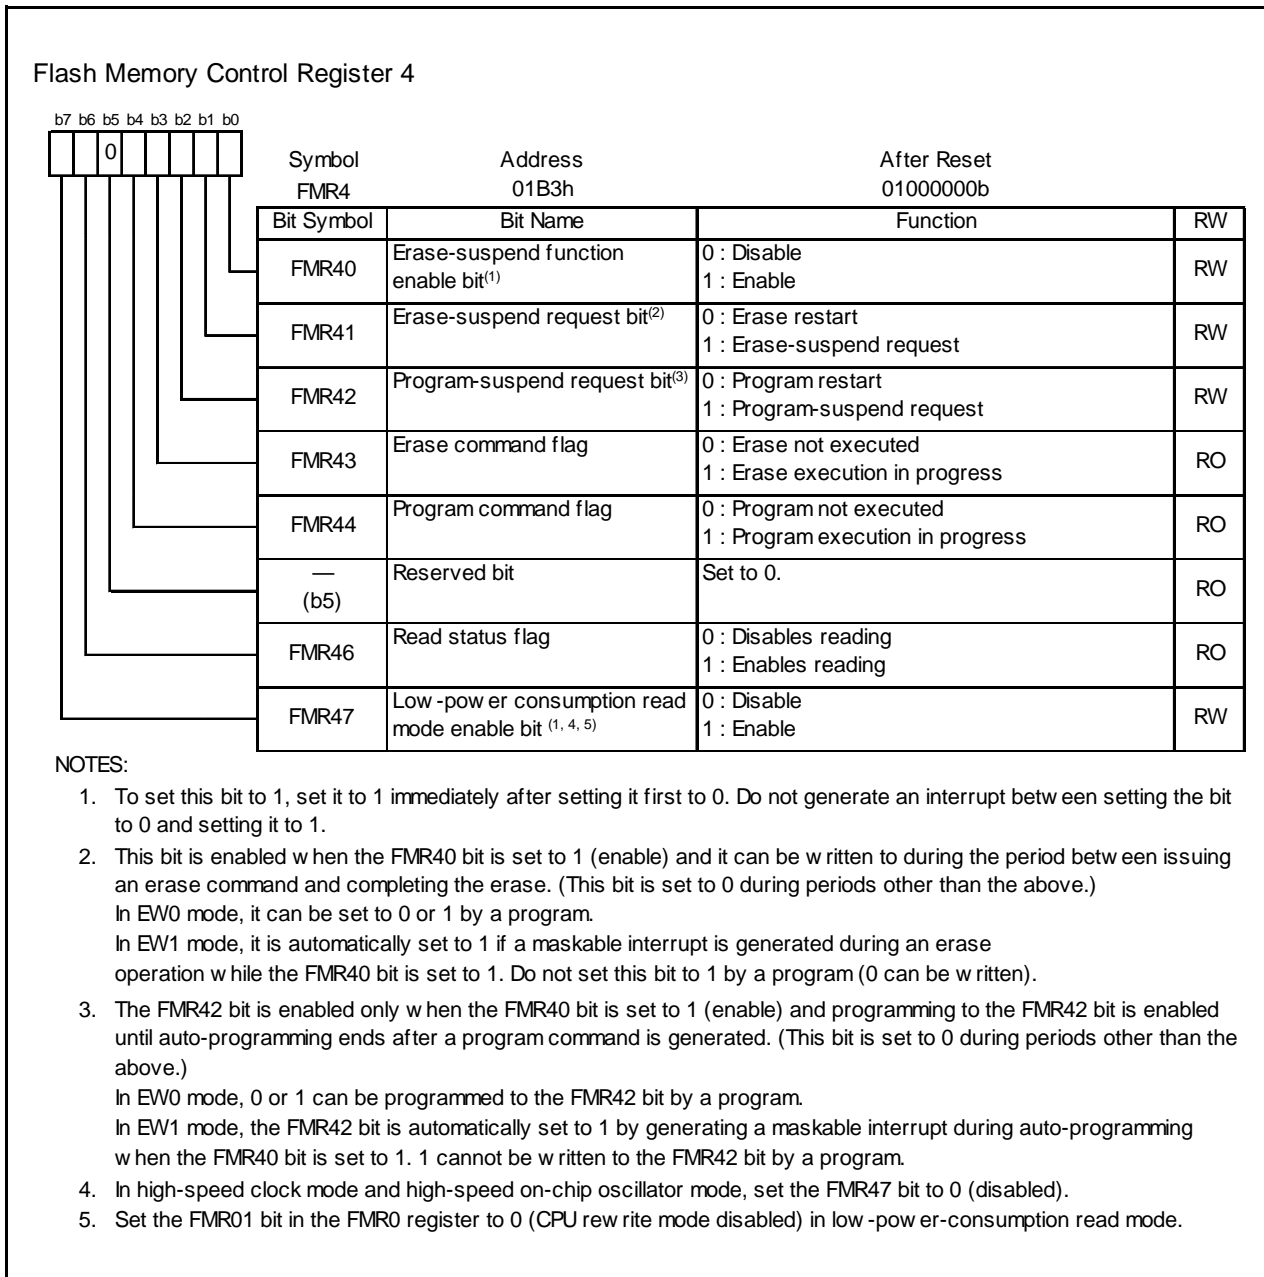 Flash Memory Control Register 4
b7 b6 b5 b4 b3 b2 b1 b0
0
Symbol Address After Reset
FMR4 01B3h 01000000b
Bit Symbol Bit Name Function RW
FMR40 Erase-suspend function enable bit(1) 0 : Disable
1 : Enable RW
FMR41 Erase-suspend request bit(2) 0 : Erase restart
1 : Erase-suspend request RW
FMR42 Program-suspend request bit(3) 0 : Program restart
1 : Program-suspend request RW
FMR43 Erase command flag 0 : Erase not executed
1 : Erase execution in progress RO
FMR44 Program command flag 0 : Program not executed
1 : Program execution in progress RO
— (b5) Reserved bit Set to 0. RO
FMR46 Read status flag 0 : Disables reading
1 : Enables reading RO
FMR47 Low-power consumption read mode enable bit (1, 4, 5) 0 : Disable
1 : Enable RW
NOTES:
1. To set this bit to 1, set it to 1 immediately after setting it first to 0. Do not generate an interrupt between setting the bit
to 0 and setting it to 1.
2. This bit is enabled when the FMR40 bit is set to 1 (enable) and it can be written to during the period between issuing
an erase command and completing the erase. (This bit is set to 0 during periods other than the above.)
In EW0 mode, it can be set to 0 or 1 by a program.
In EW1 mode, it is automatically set to 1 if a maskable interrupt is generated during an erase
operation while the FMR40 bit is set to 1. Do not set this bit to 1 by a program (0 can be written).
3. The FMR42 bit is enabled only when the FMR40 bit is set to 1 (enable) and programming to the FMR42 bit is enabled
until auto-programming ends after a program command is generated. (This bit is set to 0 during periods other than the
above.)
In EW0 mode, 0 or 1 can be programmed to the FMR42 bit by a program.
In EW1 mode, the FMR42 bit is automatically set to 1 by generating a maskable interrupt during auto-programming
when the FMR40 bit is set to 1. 1 cannot be written to the FMR42 bit by a program.
4. In high-speed clock mode and high-speed on-chip oscillator mode, set the FMR47 bit to 0 (disabled).
5. Set the FMR01 bit in the FMR0 register to 0 (CPU rewrite mode disabled) in low-power-consumption read mode.